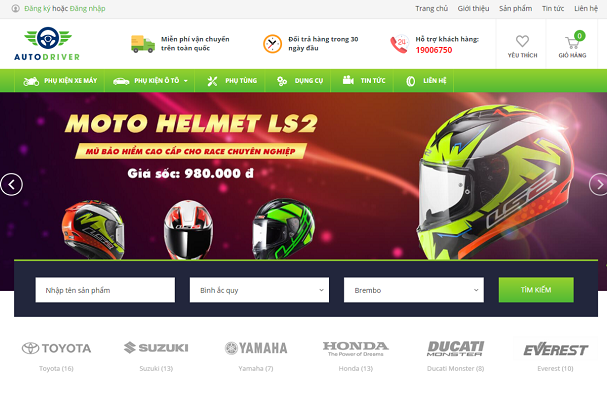 Đăng ký hoặc Đăng nhập
Trang chủ Giới thiệu Sản phẩm Tin tức Liên hệ
AUTODRIVER
Miễn phí vận chuyển
trên toàn quốc
Đổi trả hàng trong 30
ngày đầu
Hỗ trợ khách hàng:
19006750
YÊU THÍCH
0
GIỎ HÀNG
PHỤ KIỆN XE MÁY PHỤ KIỆN Ô TÔ PHỤ TÙNG DỤNG CỤ TIN TỨC LIÊN HỆ
MOTO HELMET LS2
MŨ BẢO HIỂM CAO CẤP CHO RACE CHUYÊN NGHIỆP
Giá sốc: 980.000 đ
LS2
Nhập tên sản phẩm
Bình ắc quy
Brembo
TÌM KIẾM
TOYOTA
SUZUKI
YAMAHA
HONDA
The Power of Dreams
DUCATI
MONSTER
EVEREST
Toyota (16)
Suzuki (13)
Yamaha (7)
Honda (13)
Ducati Monster (8)
Everest (10)